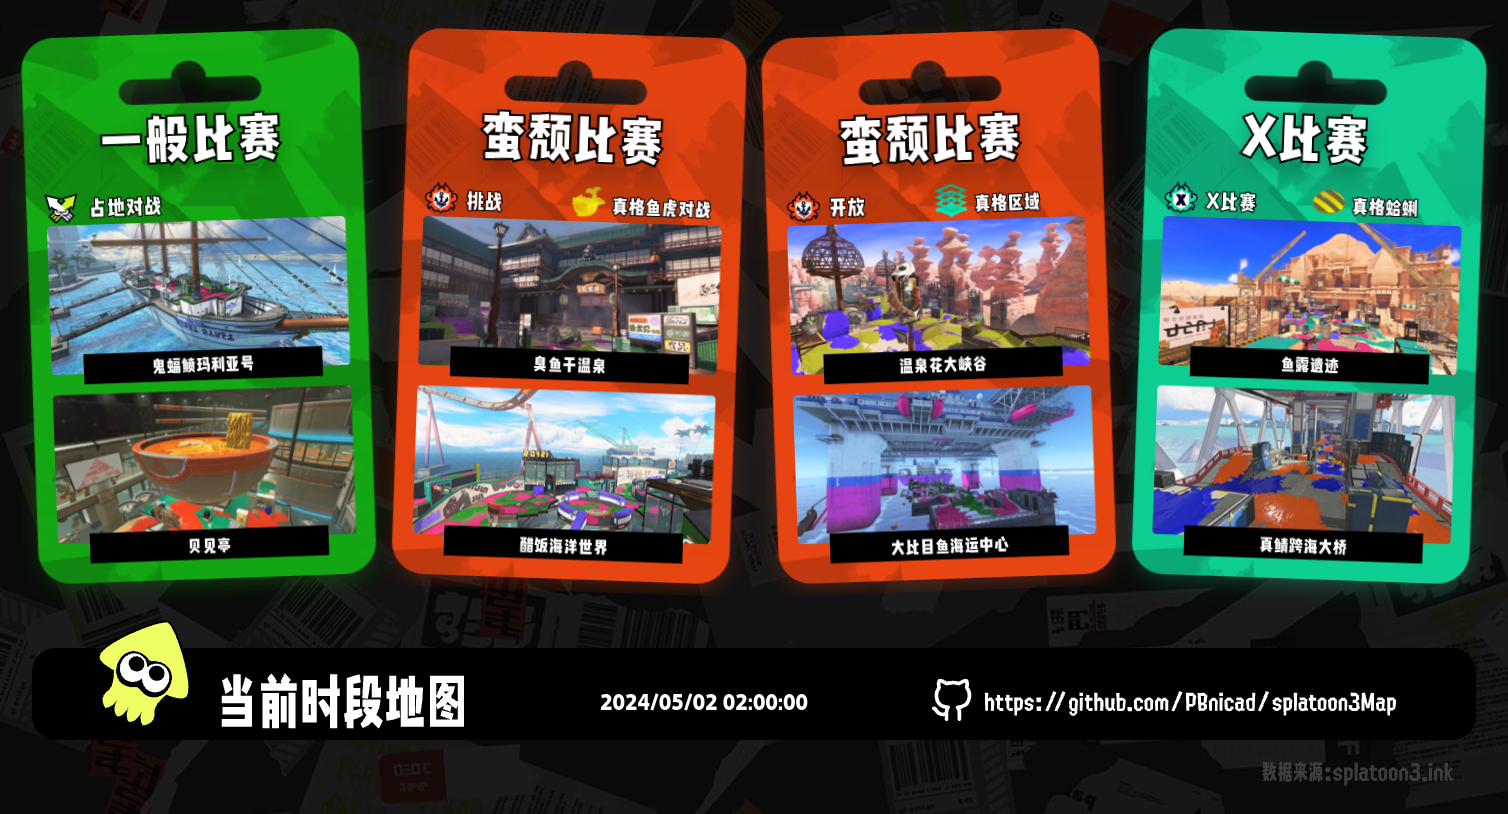 一般比赛
占地对战
鬼蝠鲼玛利亚号
贝见亭
蛮颓比赛
挑战
真格鱼虎对战
臭鱼干温泉
醋饭海洋世界
蛮颓比赛
开放
真格区域
温泉花大峡谷
大比目鱼海运中心
X比赛
X比赛
真格蛤蜊
鱼露遗迹
真鲭跨海大桥
当前时段地图
2024/05/02 02:00:00
https://github.com/PBnicad/splatoon3Map
数据来源:splatoon3.ink